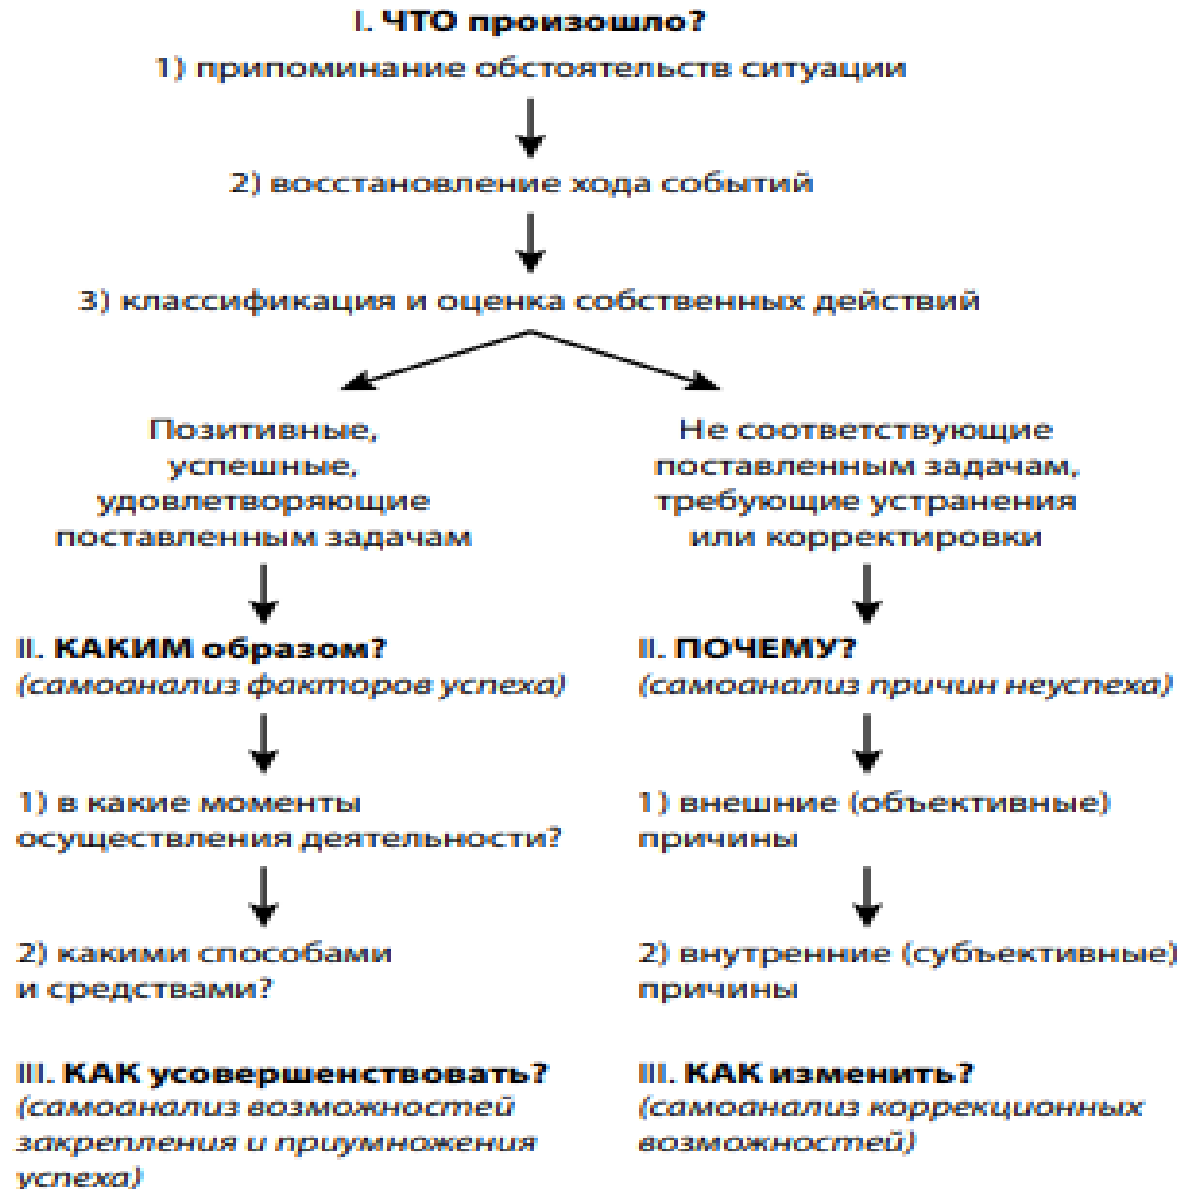 I. ЧТО произошло?
1) припоминание обстоятельств ситуации
2) восстановление хода событий
3) классификация и оценка собственных действий
Позитивные,
успешные,
удовлетворяющие
поставленным задачам
Не соответствующие
поставленным задачам,
требующие устранения
или корректировки
II. КАКИМ образом?
(самоанализ факторов успеха)
1) в какие моменты
осуществления деятельности?
2) какими способами
и средствами?
III. КАК усовершенствовать?
(самоанализ возможностей
закрепления и приумножения
успеха)
II. ПОЧЕМУ?
(самоанализ причин неуспеха)
1) внешние (объективные)
причины
2) внутренние (субъективные)
причины
III. КАК изменить?
(самоанализ коррекционных
возможностей)